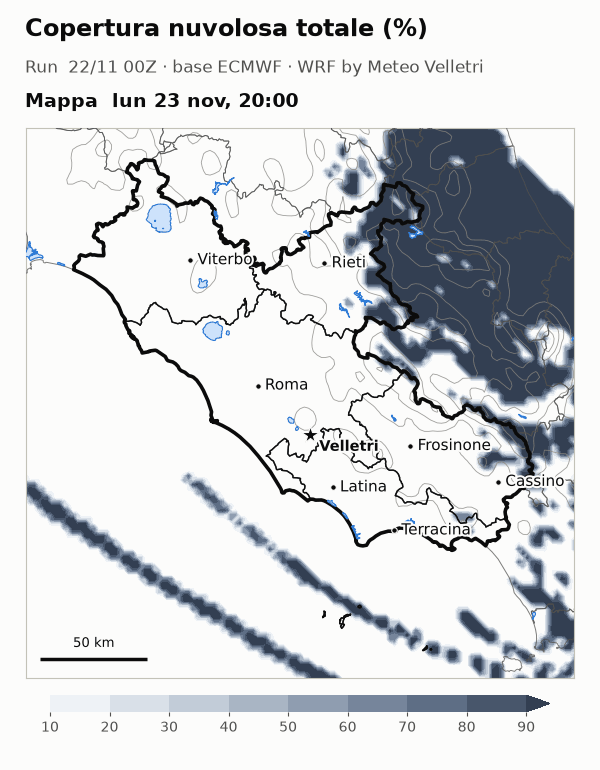 Copertura nuvolosa totale (%)
Run  22/11 00Z · base ECMWF · WRF by Meteo Velletri
Mappa  lun 23 nov, 20:00
Viterbo
Rieti
Roma
Velletri
Frosinone
Latina
Cassino
Terracina
50 km
10 20 30 40 50 60 70 80 90